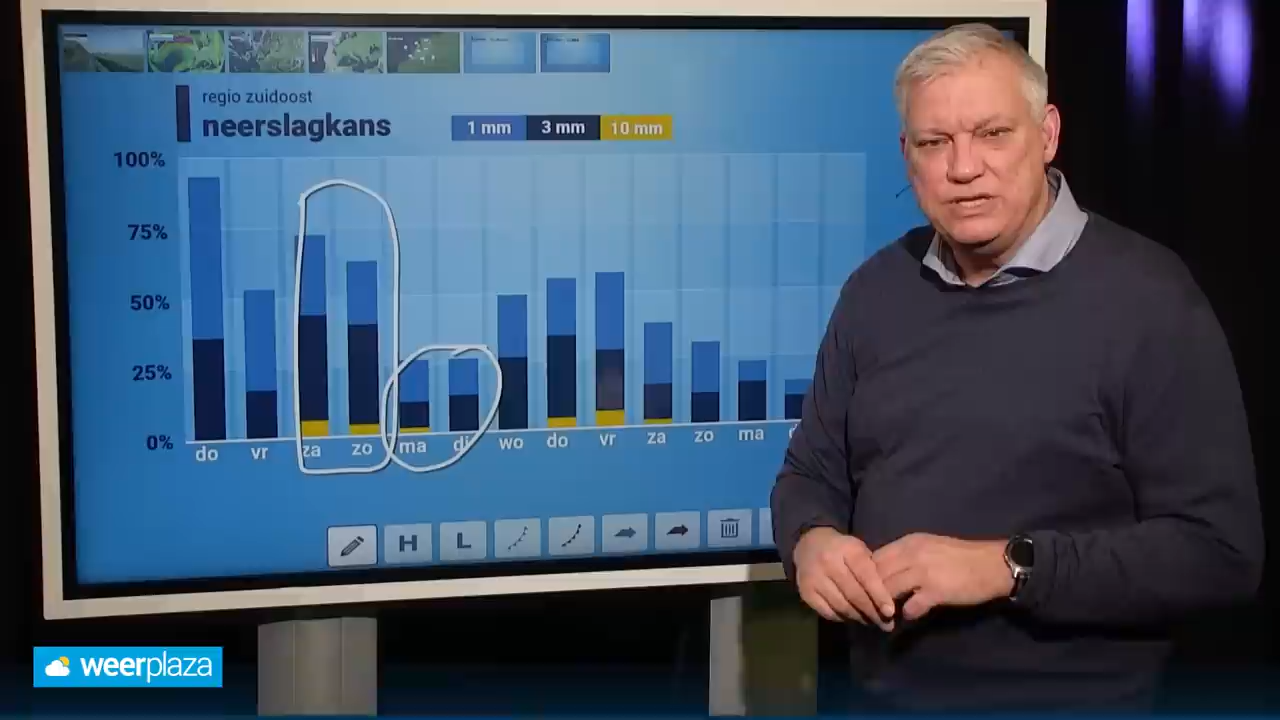 regio zuidoost
neerslagkans
1 mm 3 mm 10 mm
100%
75%
50%
25%
0%
do vr za zo ma di wo do vr za zo ma
H L
weerplaza